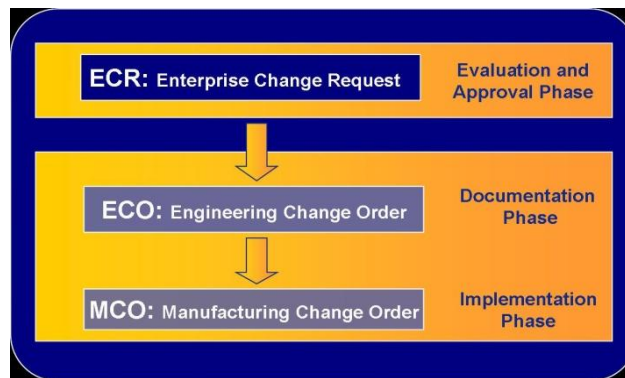 ECR: Enterprise Change Request
Evaluation and
Approval Phase
ECO: Engineering Change Order
Documentation
Phase
MCO: Manufacturing Change Order
Implementation
Phase